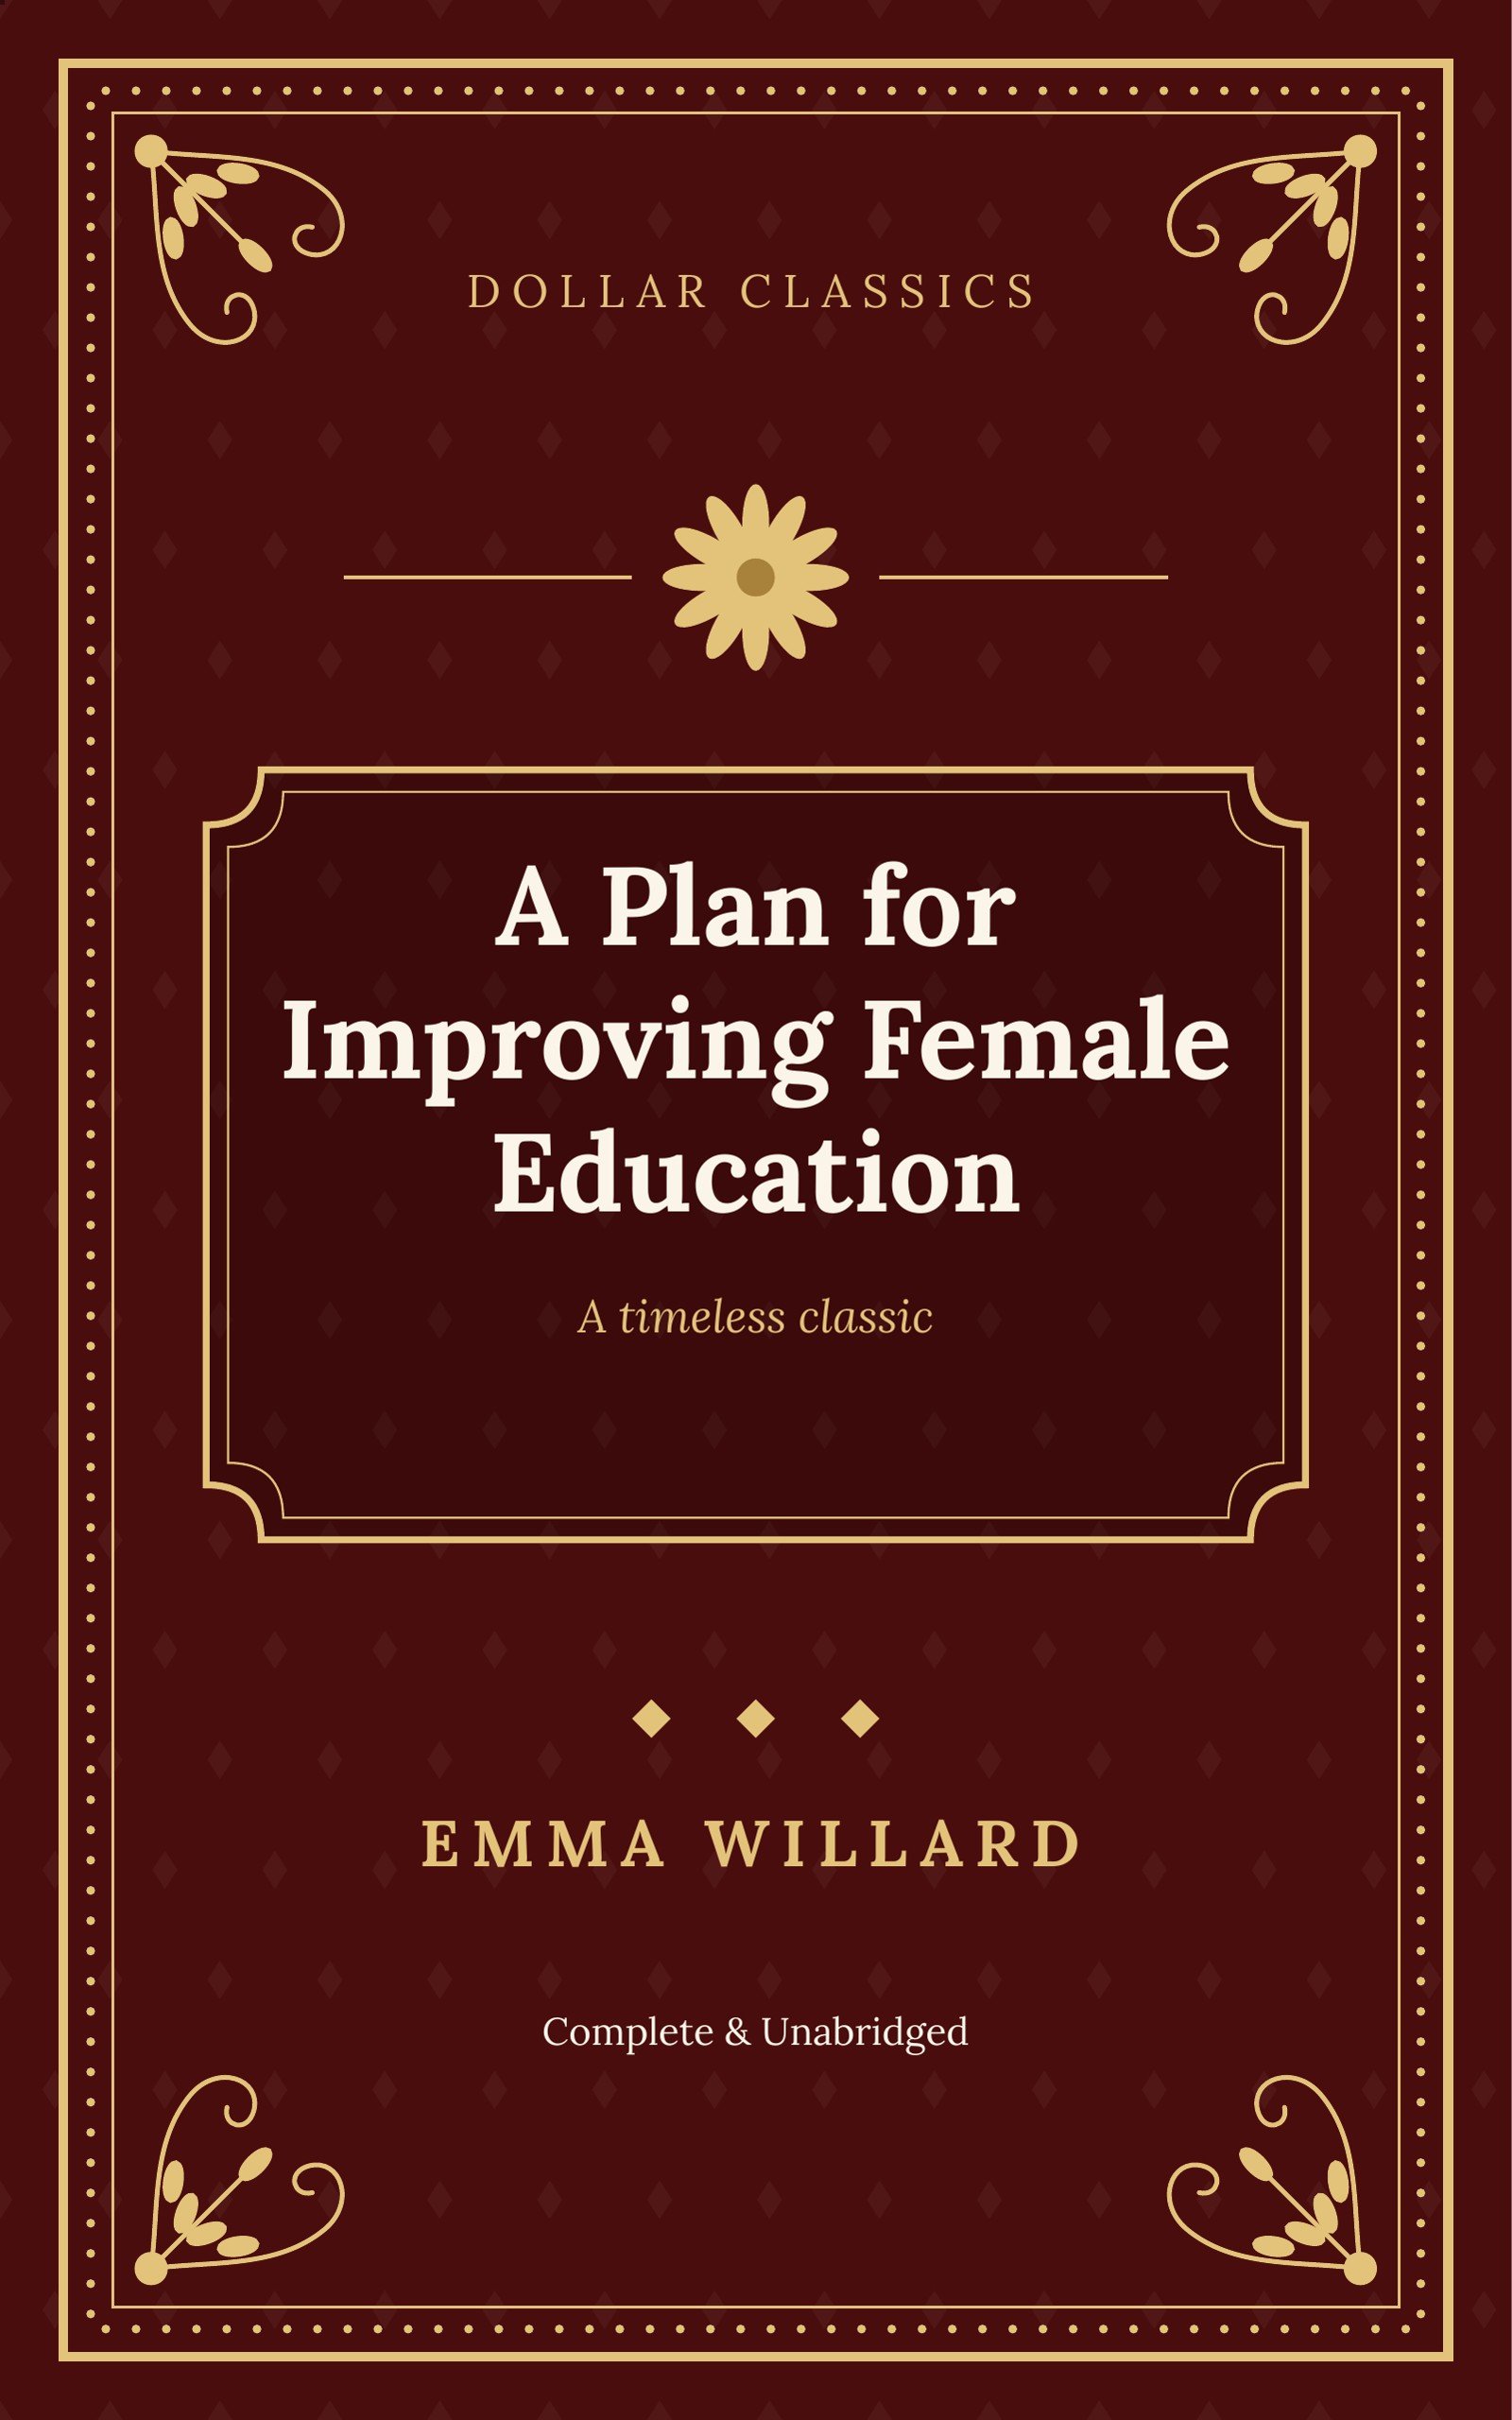 DOLLAR CLASSICS
A Plan for
Improving Female
Education
A timeless classic
EMMA WILLARD
Complete & Unabridged